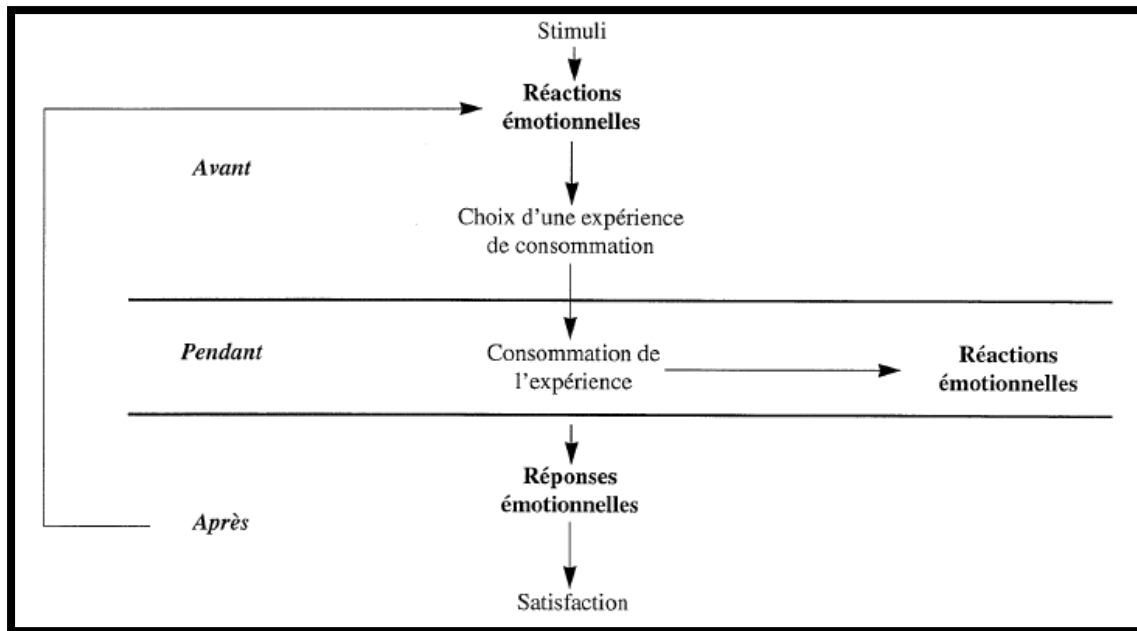 Stimuli
Réactions
émotionnelles
Avant
Choix d'une expérience
de consommation
Pendant
Consommation de
l'expérience
Réactions
émotionnelles
Réponses
émotionnelles
Après
Satisfaction